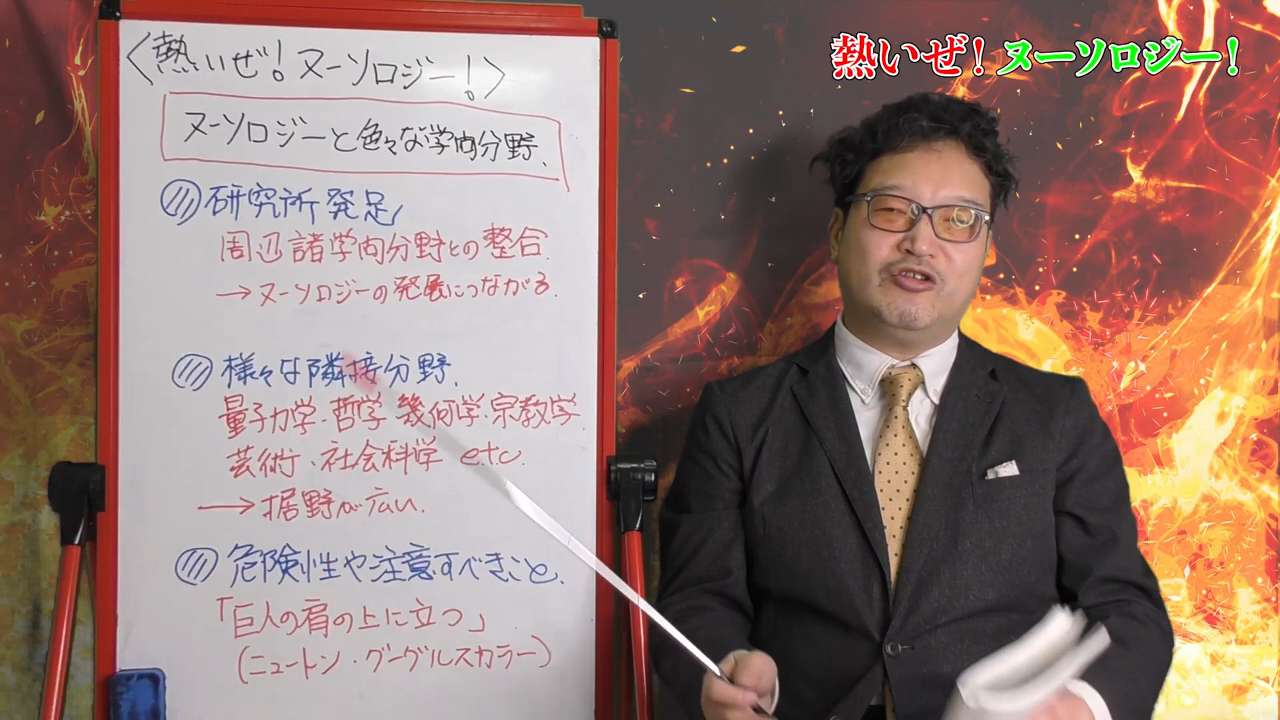 〈熱いぜ!ヌーソロジー!〉
ヌーソロジーと色々な学問分野、
研究所発足
周辺諸学問分野との整合。
→ヌーソロジーの発展につながる。
様々な隣接分野、
量子力学・哲学・幾何学・宗教学
芸術、社会科学 etc.
→裾野が広い。
危険性や注意すべきこと、
「巨人の肩の上に立つ」
(ニュートン・グーグルスカラー)
熱いぜ!ヌーソロジー!